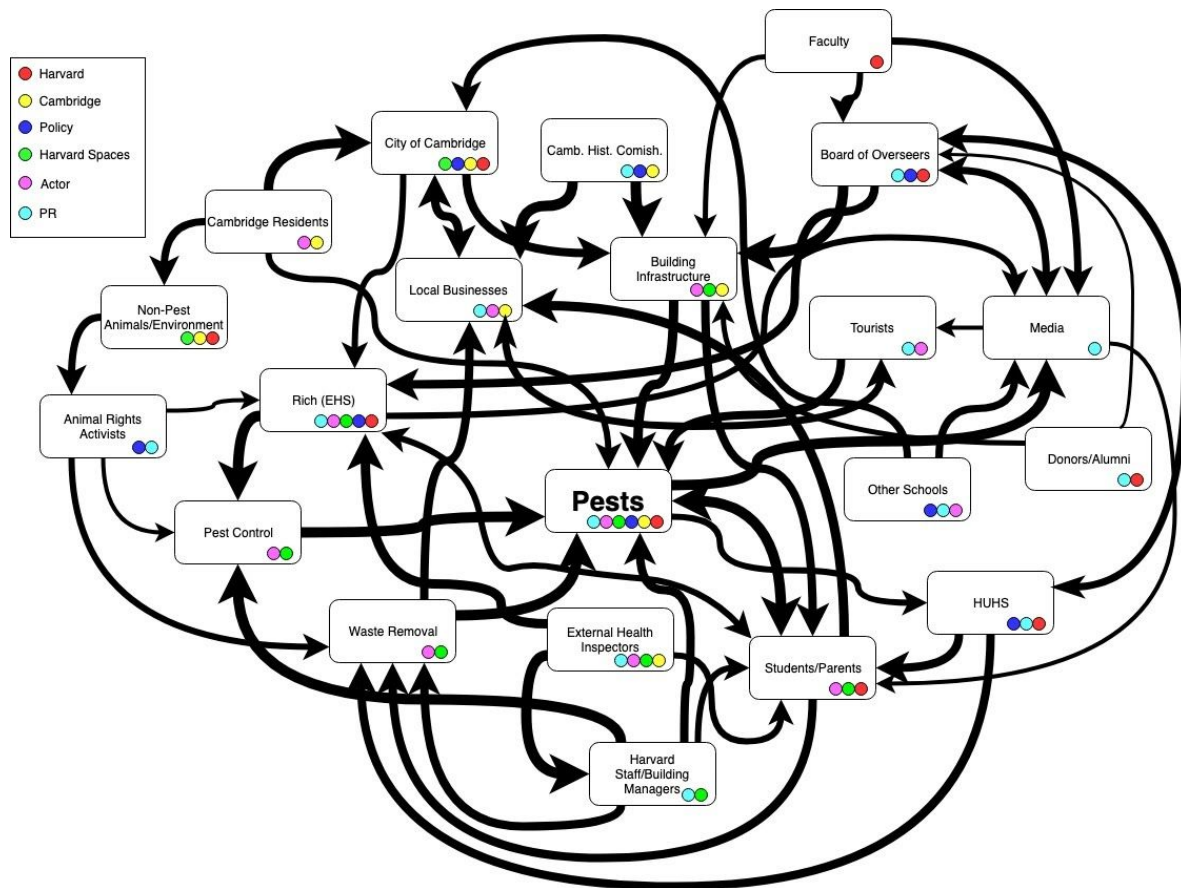 Faculty
Harvard
Cambridge
Policy
Harvard Spaces
Actor
PR
City of Cambridge
Camb. Hist. Comish.
Board of Overseers
Cambridge Residents
Building
Infrastructure
Local Businesses
Non-Pest
Animals/Environment
Tourists
Media
Rich (EHS)
Animal Rights
Activists
Donors/Alumni
Other Schools
Pests
Pest Control
HUHS
Waste Removal
External Health
Inspectors
Students/Parents
Harvard
Staff/Building
Managers